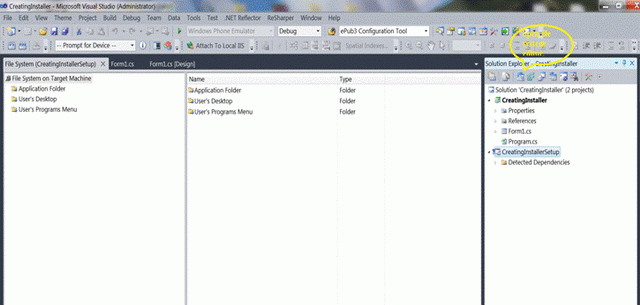 CreatingInstaller - Microsoft Visual Studio (Administrator)
File Edit View Project Build Debug Team Data Tools Test .NET Reflector ReSharper Window Help
Windows Phone Emulator Debug ePub3 Configuration Tool
-- Prompt for Device -- Attach To Local IIS Spatial Indexes...
File System (CreatingInstallerSetup) Form1.cs Form1.cs [Design]
Solution Explorer - CreatingInstaller
File System on Target Machine
Application Folder
User's Desktop
User's Programs Menu
Name Type
Application Folder Folder
User's Desktop Folder
User's Programs Menu Folder
Solution 'CreatingInstaller' (2 projects)
CreatingInstaller
Properties
References
Form1.cs
Program.cs
CreatingInstallerSetup
Detected Dependencies